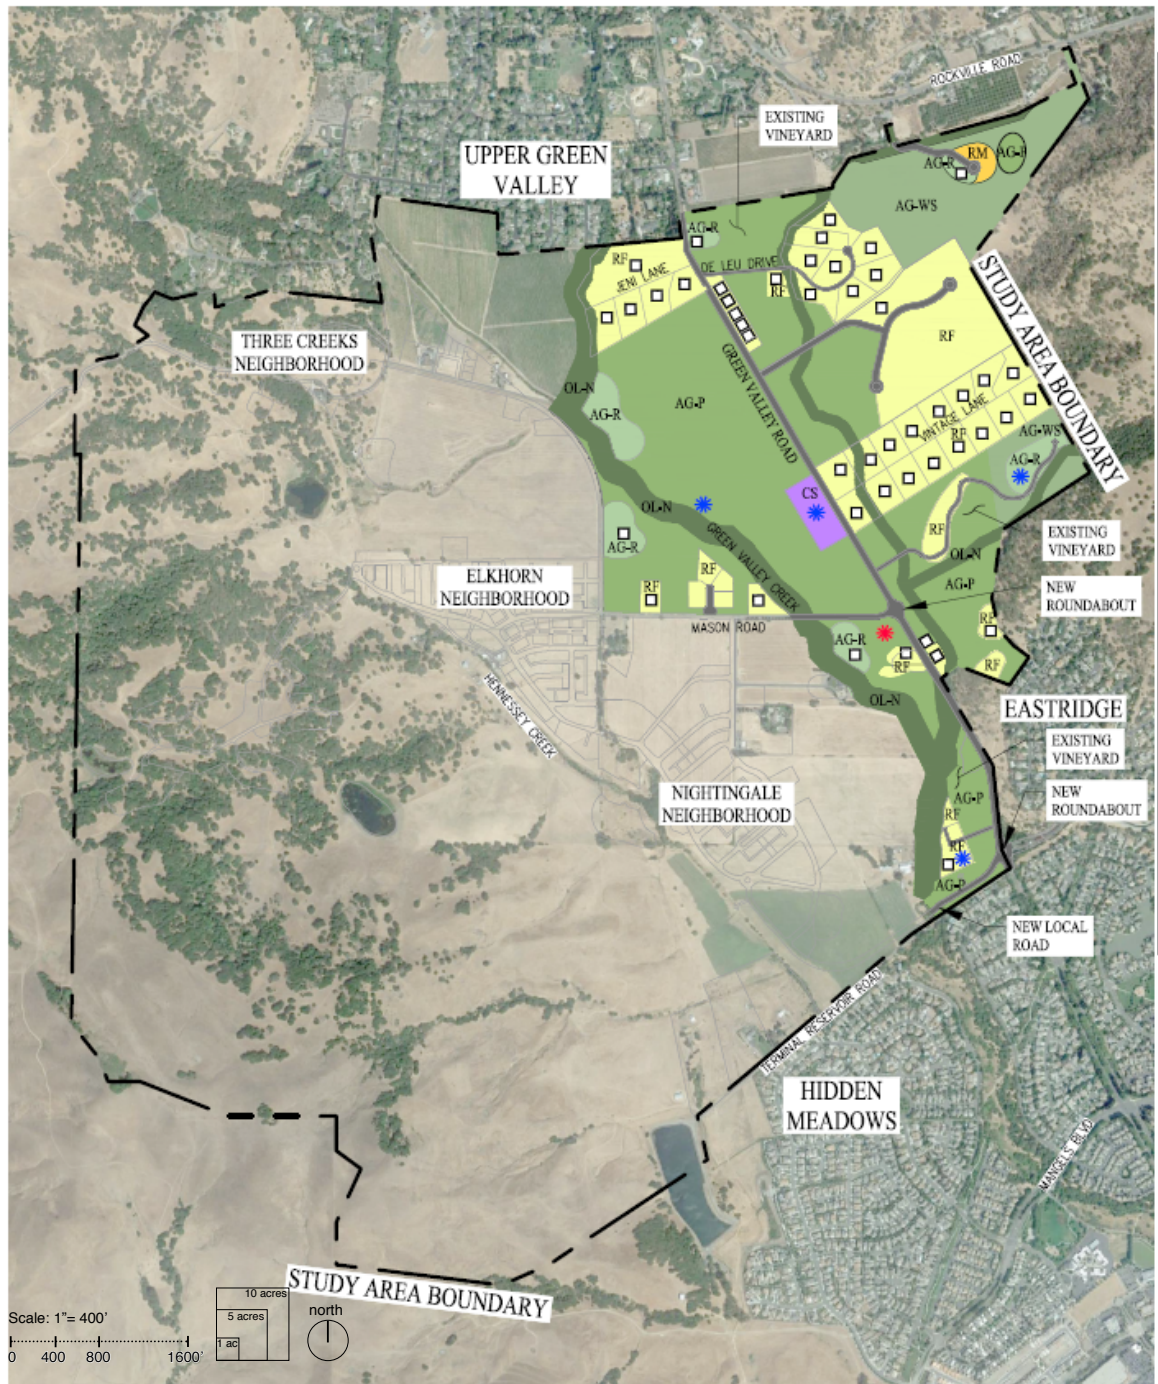 ROCKVILLE ROAD
EXISTING
VINEYARD
UPPER GREEN
VALLEY
AG-R
RM
AG-P
AG-WS
AG-R
DE LEU DRIVE
RF
JENI LANE
RF
STUDY AREA BOUNDARY
THREE CREEKS
NEIGHBORHOOD
RF
GREEN VALLEY ROAD
OL-N
AG-R
AG-P
VINTAGE LANE
RF
AG-WS
AG-R
CS
OL-N
GREEN VALLEY CREEK
RF
EXISTING
VINEYARD
AG-R
OL-N
RF
ELKHORN
NEIGHBORHOOD
RF
AG-P
NEW
ROUNDABOUT
MASON ROAD
RF
AG-R
RF
RF
HENNESSEY CREEK
OL-N
EASTRIDGE
EXISTING
VINEYARD
NIGHTINGALE
NEIGHBORHOOD
AG-P
NEW
ROUNDABOUT
RF
RF
AG-P
NEW LOCAL
ROAD
TERMINAL RESERVOIR ROAD
HIDDEN
MEADOWS
MANGELS BLVD
STUDY AREA BOUNDARY
Scale: 1"= 400'
0 400 800 1600'
10 acres
5 acres
1 ac
north